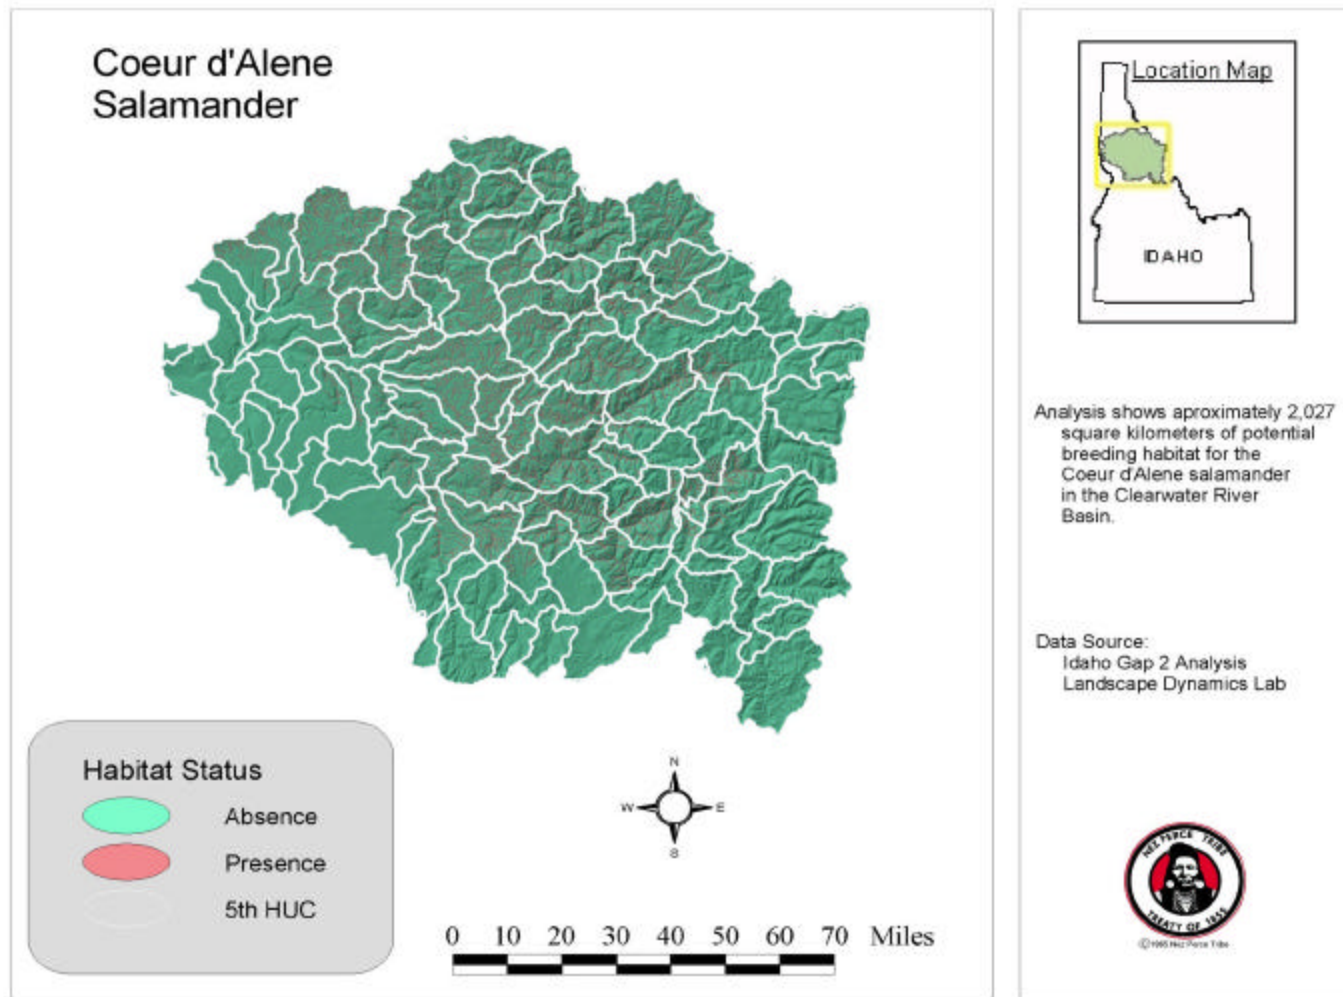 Coeur d'Alene
Salamander
Location Map
IDAHO
Analysis shows aproximately 2,027
square kilometers of potential
breeding habitat for the
Coeur d'Alene salamander
in the Clearwater River
Basin.
Data Source:
Idaho Gap 2 Analysis
Landscape Dynamics Lab
Habitat Status
Absence
Presence
5th HUC
N
W E
S
0 10 20 30 40 50 60 70 Miles
NEZ PERCE TRIBE
TREATY OF 1855
Nez Perce Tribe